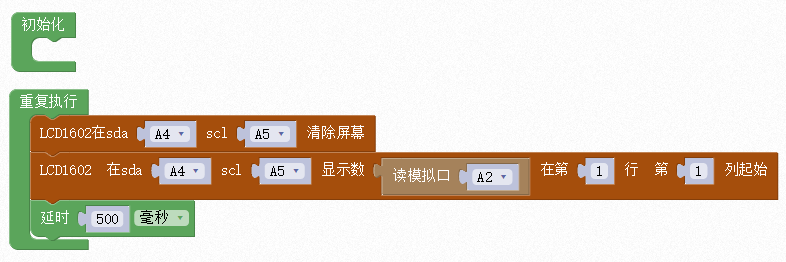 初始化
重复执行
LCD1602在sda A4 scl A5 清除屏幕
LCD1602 在sda A4 scl A5 显示数 读模拟口 A2 在第 1 行 第 1 列起始
延时 500 毫秒